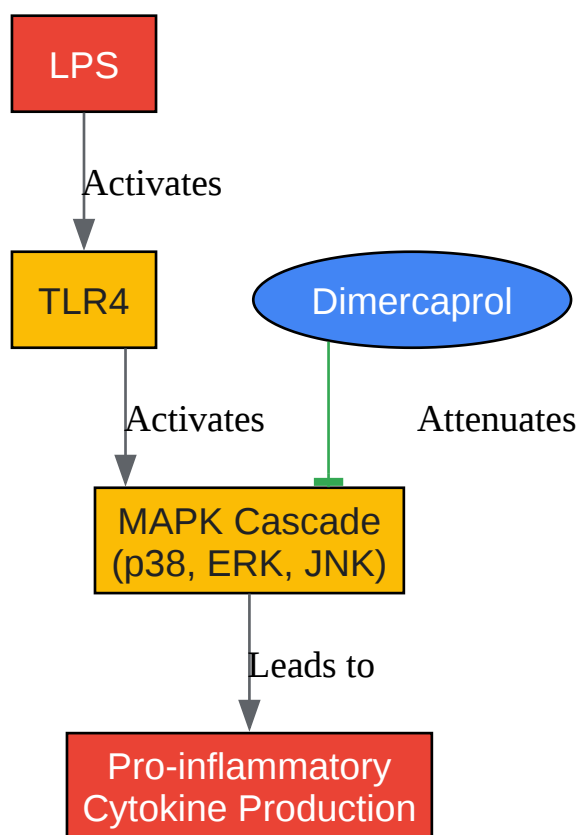 LPS
Activates
TLR4
Dimercaprol
Activates
Attenuates
MAPK Cascade
(p38, ERK, JNK)
Leads to
Pro-inflammatory
Cytokine Production